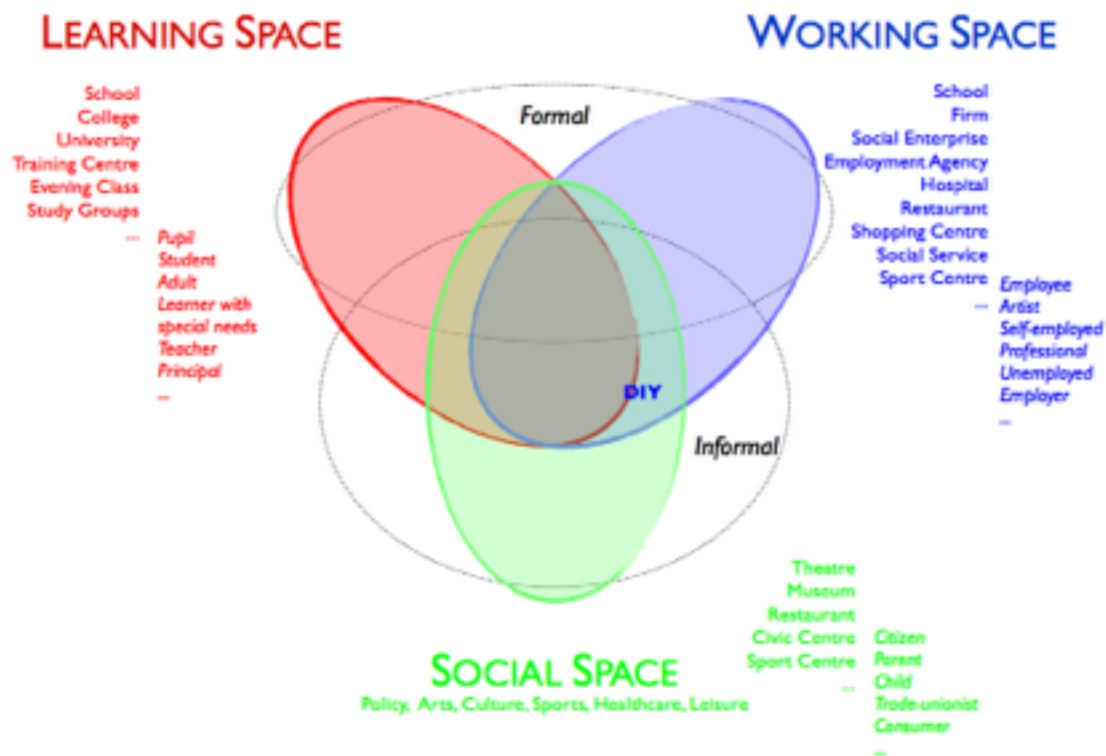 LEARNING SPACE
WORKING SPACE
School
College
University
Training Centre
Evening Class
Study Groups
...
Pupil
Student
Adult
Learner with
special needs
Teacher
Principal
...
Formal
School
Firm
Social Enterprise
Employment Agency
Hospital
Restaurant
Shopping Centre
Social Service
Sport Centre
...
Employee
Artist
Self-employed
Professional
Unemployed
Employer
...
DIY
Informal
Theatre
Museum
Restaurant
Civic Centre
Sport Centre
...
Citizen
Parent
Child
Trade-unionist
Consumer
...
SOCIAL SPACE
Policy, Arts, Culture, Sports, Healthcare, Leisure